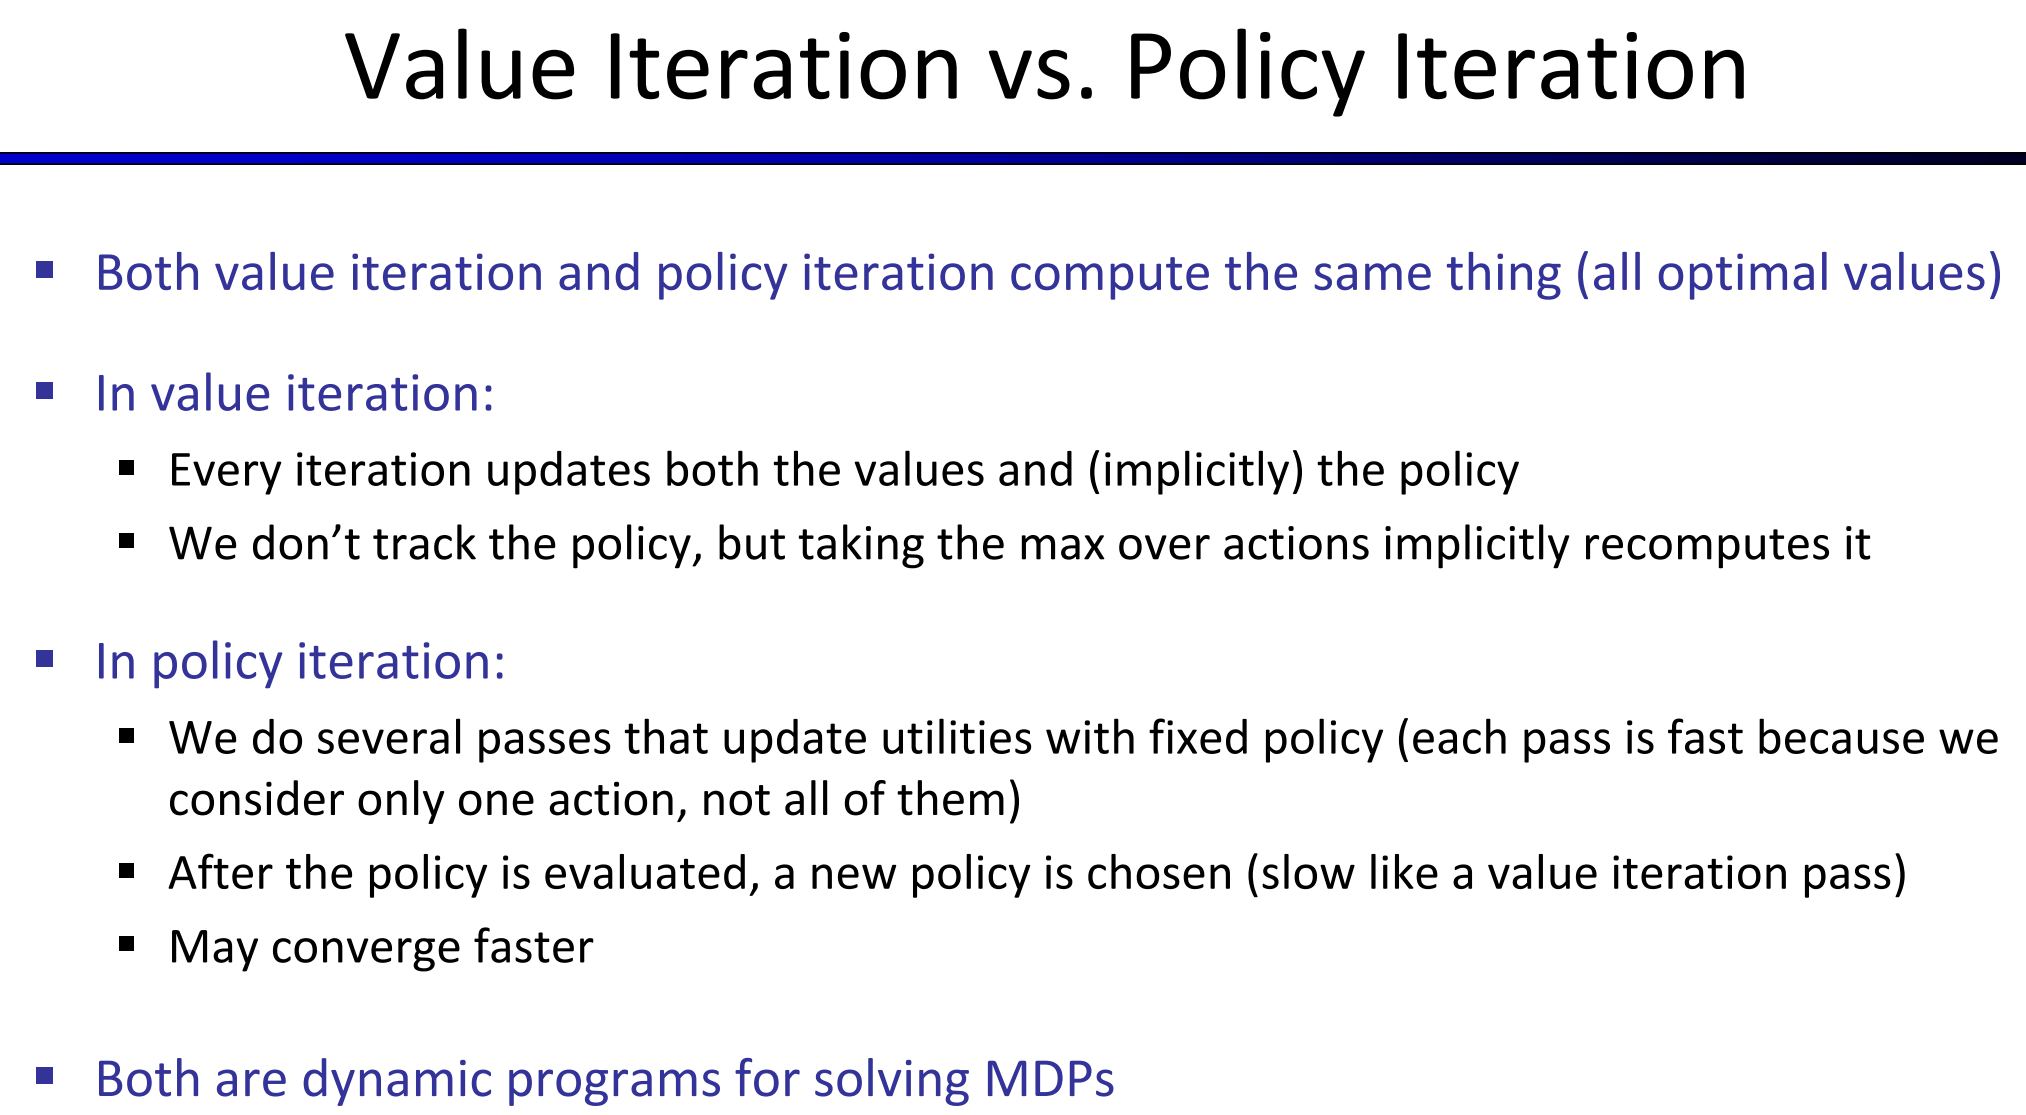 Value Iteration vs. Policy Iteration
▪ Both value iteration and policy iteration compute the same thing (all optimal values)
▪ In value iteration:
▪ Every iteration updates both the values and (implicitly) the policy
▪ We don’t track the policy, but taking the max over actions implicitly recomputes it
▪ In policy iteration:
▪ We do several passes that update utilities with fixed policy (each pass is fast because we
consider only one action, not all of them)
▪ After the policy is evaluated, a new policy is chosen (slow like a value iteration pass)
▪ May converge faster
▪ Both are dynamic programs for solving MDPs